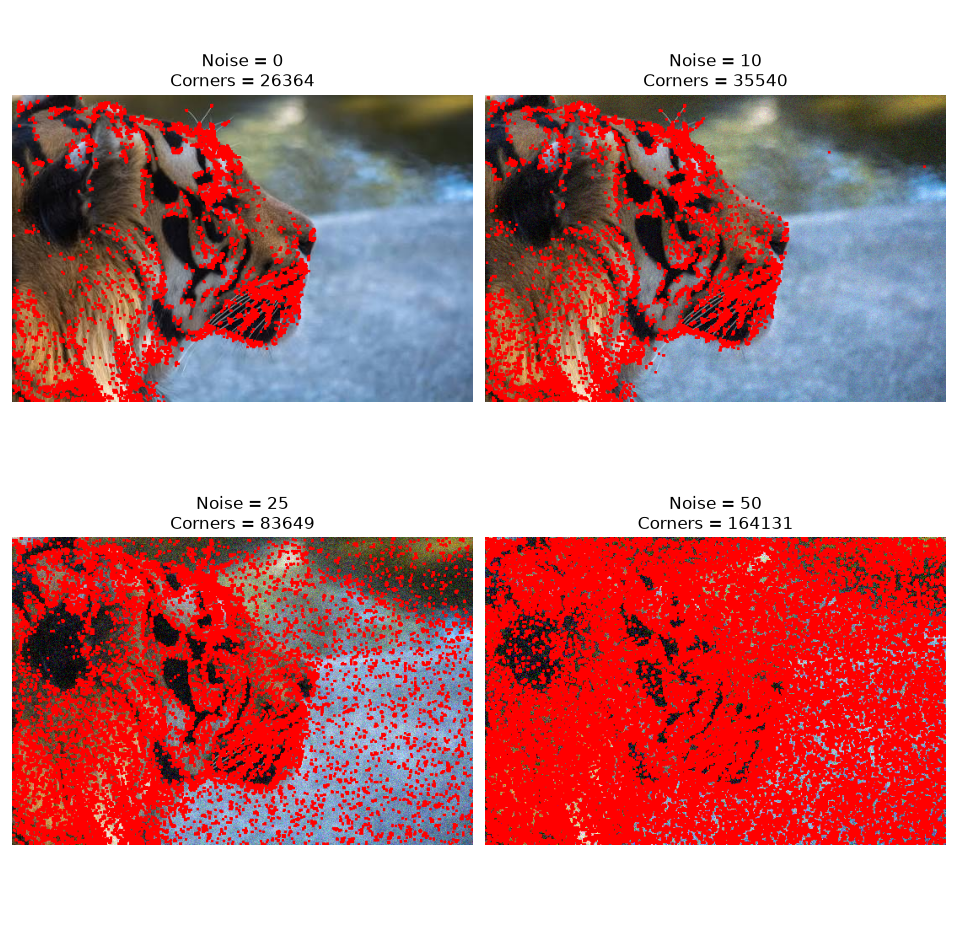 Noise = 0
Corners = 26364
Noise = 10
Corners = 35540
Noise = 25
Corners = 83649
Noise = 50
Corners = 164131